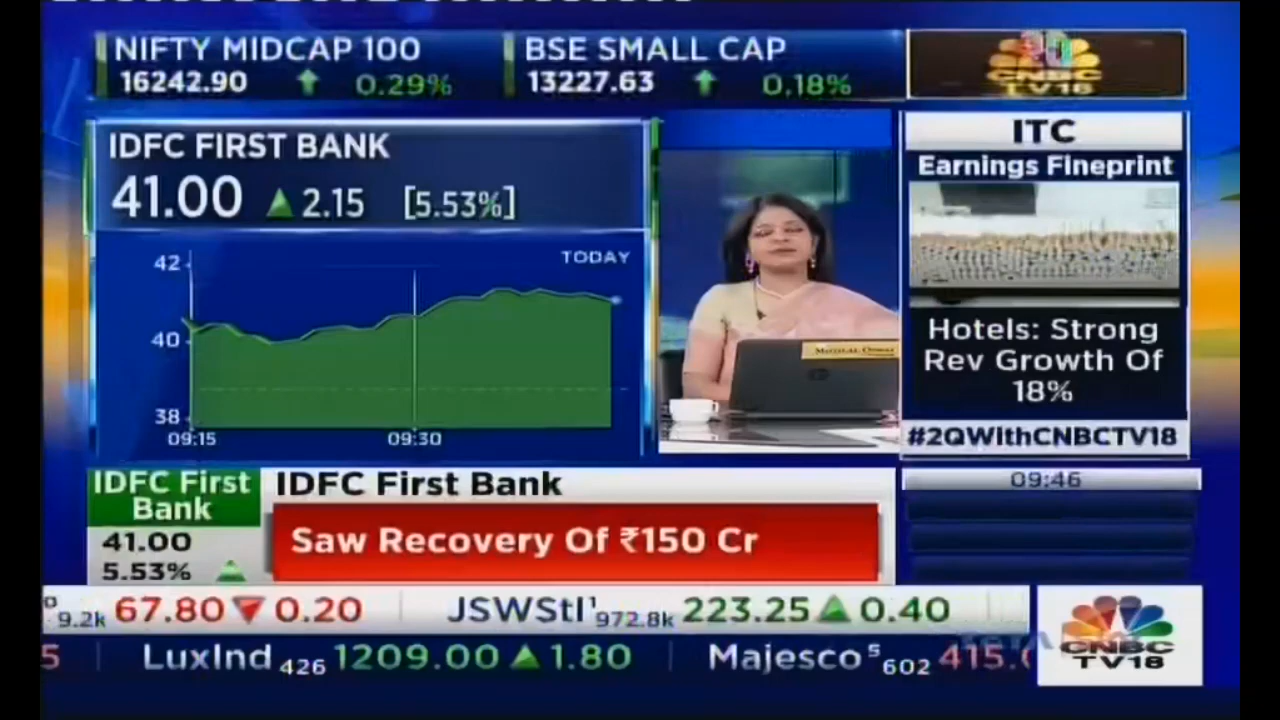 NIFTY MIDCAP 100
16242.90 0.29%
BSE SMALL CAP
13227.63 0.18%
CNBC
TV18
IDFC FIRST BANK
41.00 ▲ 2.15 [5.53%]
TODAY
42
40
38
09:15 09:30
ITC
Earnings Fineprint
Hotels: Strong
Rev Growth Of
18%
#2QWithCNBCTV18
09:46
IDFC First
Bank
41.00
5.53%
IDFC First Bank
Saw Recovery Of ₹150 Cr
9.2k 67.80 ▼ 0.20 JSWStl 972.8k 223.25 ▲ 0.40
5 LuxInd 426 1209.00 ▲ 1.80 Majesco 602 415.
CNBC
TV18